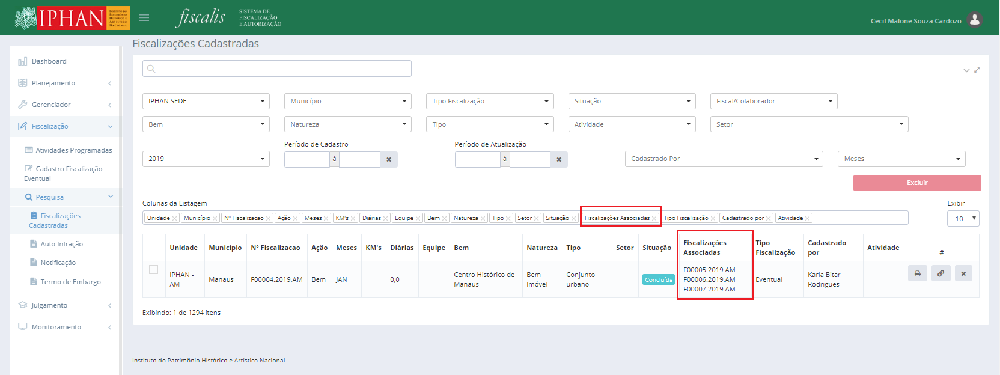 IPHAN
INSTITUTO DO
PATRIMÔNIO
HISTÓRICO E
ARTÍSTICO
NACIONAL
fiscalis
SISTEMA DE
FISCALIZAÇÃO
E AUTORIZAÇÃO
Cecil Malone Souza Cardozo
Dashboard
Planejamento
Gerenciador
Fiscalização
Atividades Programadas
Cadastro Fiscalização
Eventual
Pesquisa
Fiscalizações
Cadastradas
Auto Infração
Notificação
Termo de Embargo
Julgamento
Monitoramento
Fiscalizações Cadastradas
IPHAN SEDE Município Tipo Fiscalização Situação Fiscal/Colaborador
Bem Natureza Tipo Atividade Setor
Período de Cadastro Período de Atualização
2019 à à Cadastrado Por Meses
Excluir
Colunas da Listagem Exibir
Unidade Município Nº Fiscalizacao Ação Meses KM's Diárias Equipe Bem Natureza Tipo Setor Situação Fiscalizações Associadas Tipo Fiscalização Cadastrado por Atividade
10
Unidade Município Nº Fiscalizacao Ação Meses KM's Diárias Equipe Bem Natureza Tipo Setor Situação Fiscalizações Associadas Tipo Fiscalização Cadastrado por Atividade #
IPHAN - AM Manaus F00004.2019.AM Bem JAN 0,0 Centro Histórico de Manaus Bem Imóvel Conjunto urbano Concluída F00005.2019.AM
F00006.2019.AM
F00007.2019.AM
Eventual Karla Bitar Rodrigues
Exibindo: 1 de 1294 itens
Instituto do Patrimônio Histórico e Artístico Nacional